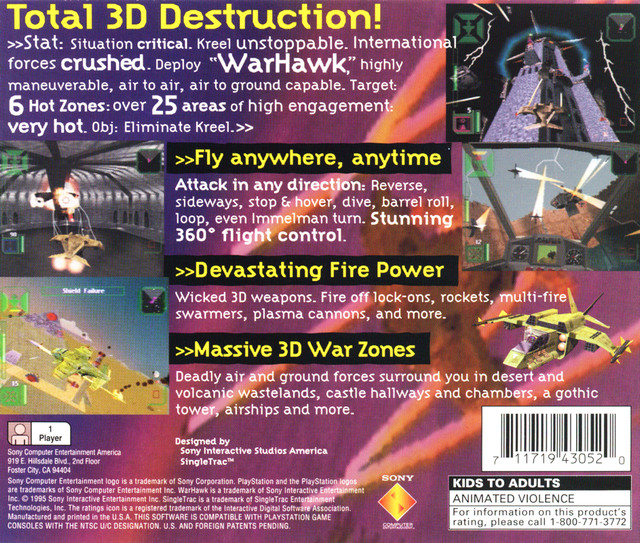 Total 3D Destruction!
>>Stat: Situation critical. Kreel unstoppable. International
forces crushed. Deploy "WarHawk," highly
maneuverable, air to air, air to ground capable. Target:
6 Hot Zones: over 25 areas of high engagement:
very hot. Obj: Eliminate Kreel.>>
>>Fly anywhere, anytime
Attack in any direction: Reverse,
sideways, stop & hover, dive, barrel roll,
loop, even Immelman turn. Stunning
360° flight control.
>>Devastating Fire Power
Wicked 3D weapons. Fire off lock-ons, rockets, multi-fire
swarmers, plasma cannons, and more.
Shield Failure
>>Massive 3D War Zones
Deadly air and ground forces surround you in desert and
volcanic wastelands, castle hallways and chambers, a gothic
tower, airships and more.
1
Player
Sony Computer Entertainment America
919 E. Hillsdale Blvd., 2nd Floor
Foster City, CA 94404
Designed by
Sony Interactive Studios America
SingleTrac™
Sony Computer Entertainment logo is a trademark of Sony Corporation. PlayStation and the PlayStation logos
are trademarks of Sony Computer Entertainment Inc. WarHawk is a trademark of Sony Interactive Entertainment
Inc. © 1995 Sony Interactive Entertainment Inc. SingleTrac is a trademark of SingleTrac Entertainment
Technologies, Inc. The ratings icon is a registered trademark of the Interactive Digital Software Association.
Manufactured and printed in the U.S.A. THIS SOFTWARE IS COMPATIBLE WITH PLAYSTATION GAME
CONSOLES WITH THE NTSC U/C DESIGNATION. U.S. AND FOREIGN PATENTS PENDING.
SONY
COMPUTER
ENTERTAINMENT
7 11719 43052 0
KIDS TO ADULTS
ANIMATED VIOLENCE
For information on this product's
rating, please call 1-800-771-3772